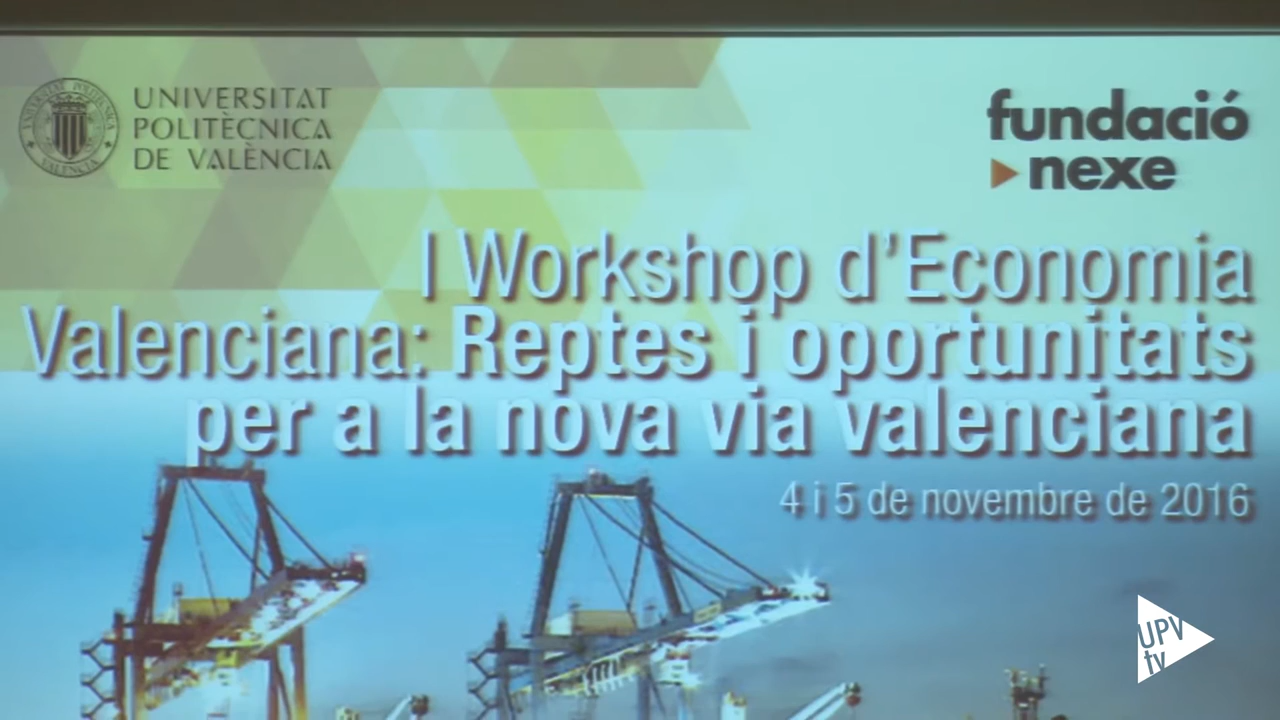 UNIVERSITAT
POLITÈCNICA
DE VALÈNCIA
fundació
nexe
I Workshop d'Economia
Valenciana: Reptes i oportunitats
per a la nova via valenciana
4 i 5 de novembre de 2016
UPV
tv